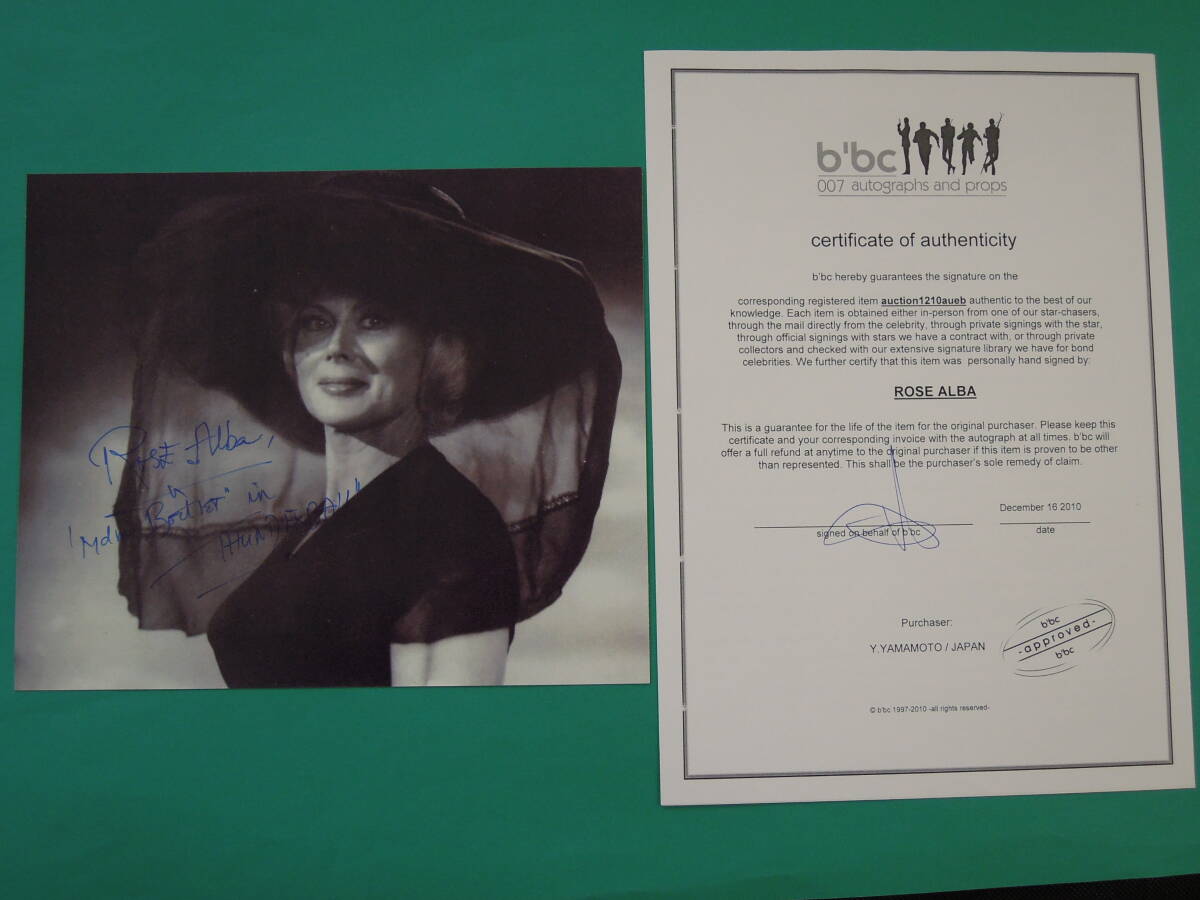 Rose Alba,
in
THUNDERBALL"
b'bc
007 autographs and props
certificate of authenticity
b'bc hereby guarantees the signature on the
corresponding registered item auction1210aueb authentic to the best of our
knowledge. Each item is obtained either in-person from one of our star-chasers,
through the mail directly from the celebrity, through private signings with the star,
through official signings with stars we have a contract with, or through private
collectors and checked with our extensive signature library we have for bond
celebrities. We further certify that this item was personally hand signed by:
ROSE ALBA
This is a guarantee for the life of the item for the original purchaser. Please keep this
certificate and your corresponding invoice with the autograph at all times. b'bc will
offer a full refund at anytime to the original purchaser if this item is proven to be other
than represented. This shall be the purchaser's sole remedy of claim.
December 16 2010
signed on behalf of b'bc
date
Purchaser:
Y.YAMAMOTO / JAPAN
b'bc
-approved-
b'bc
© b'bc 1997-2010 -all rights reserved-